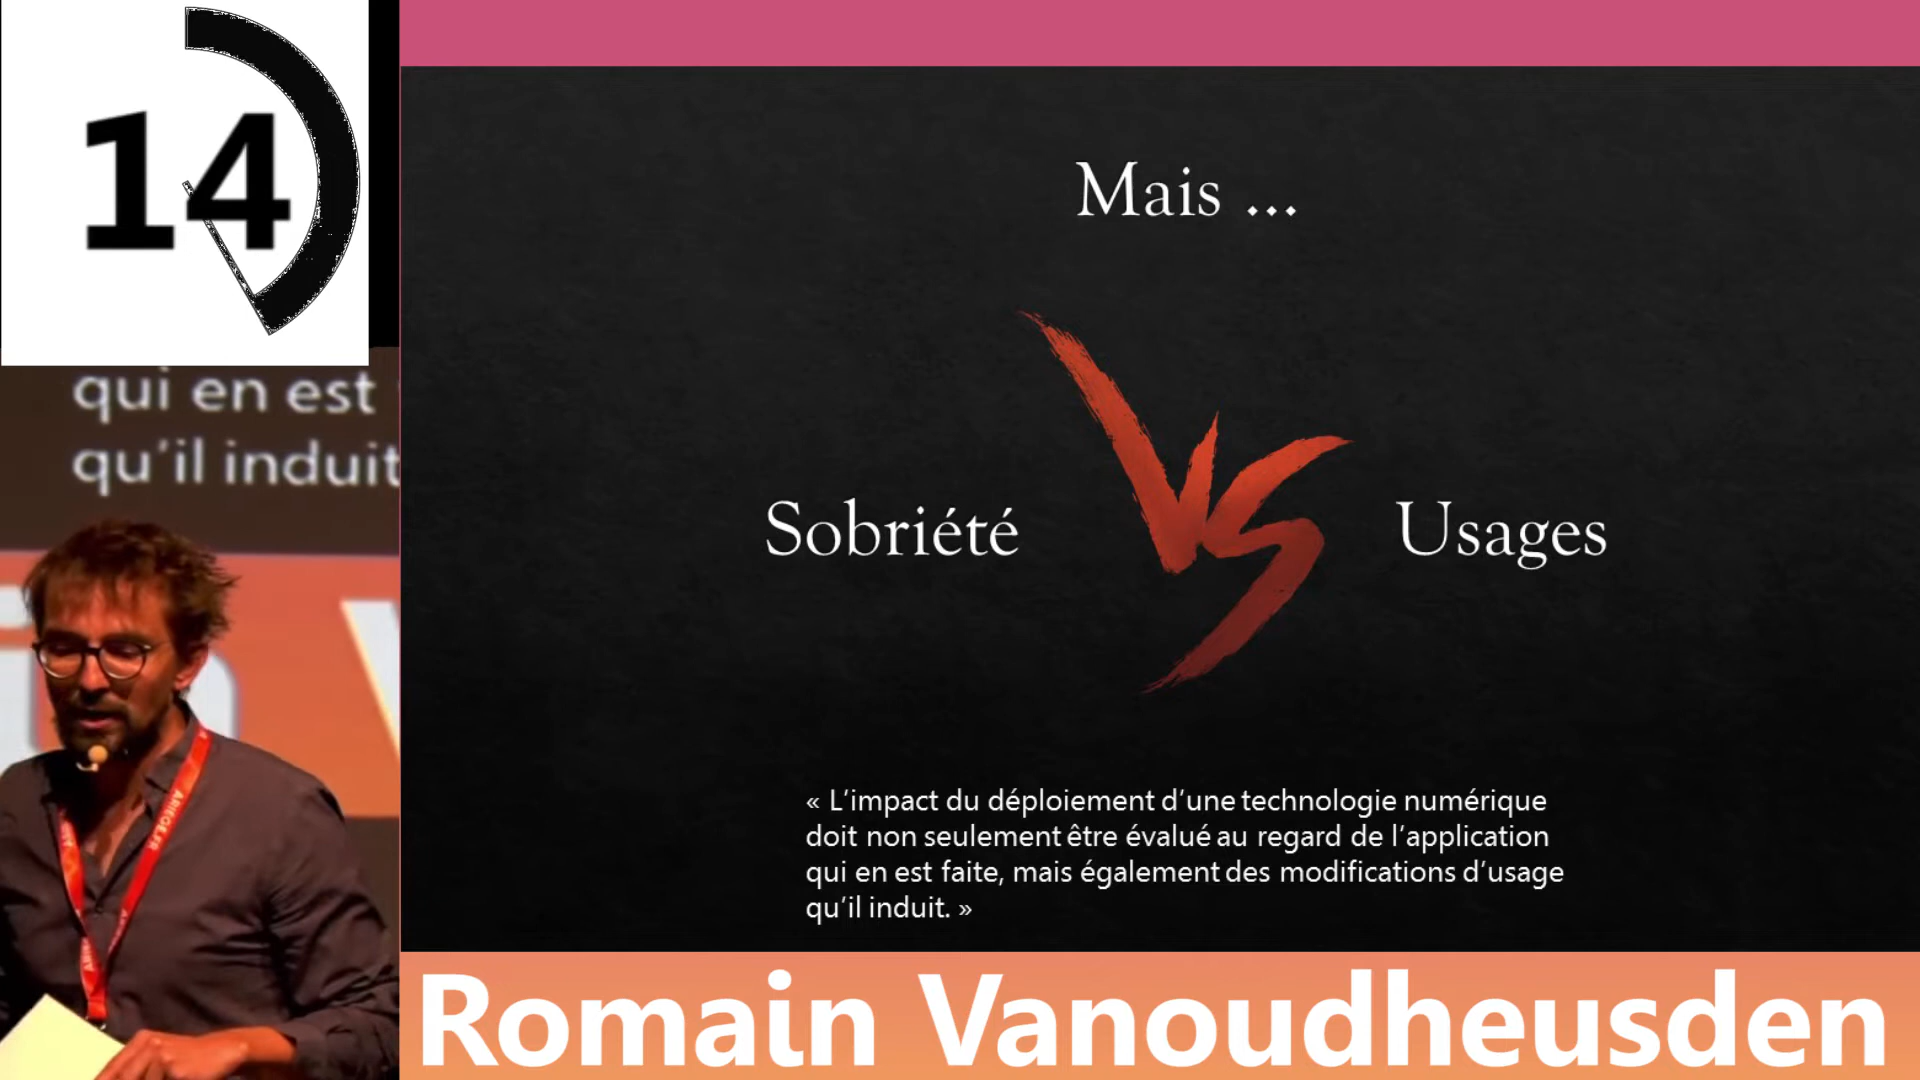 14
qui en est
qu'il induit
ARIEGE.FR
Mais ...
Sobriété
VS
Usages
« L'impact du déploiement d'une technologie numérique
doit non seulement être évalué au regard de l'application
qui en est faite, mais également des modifications d'usage
qu'il induit. »
Romain Vanoudheusden